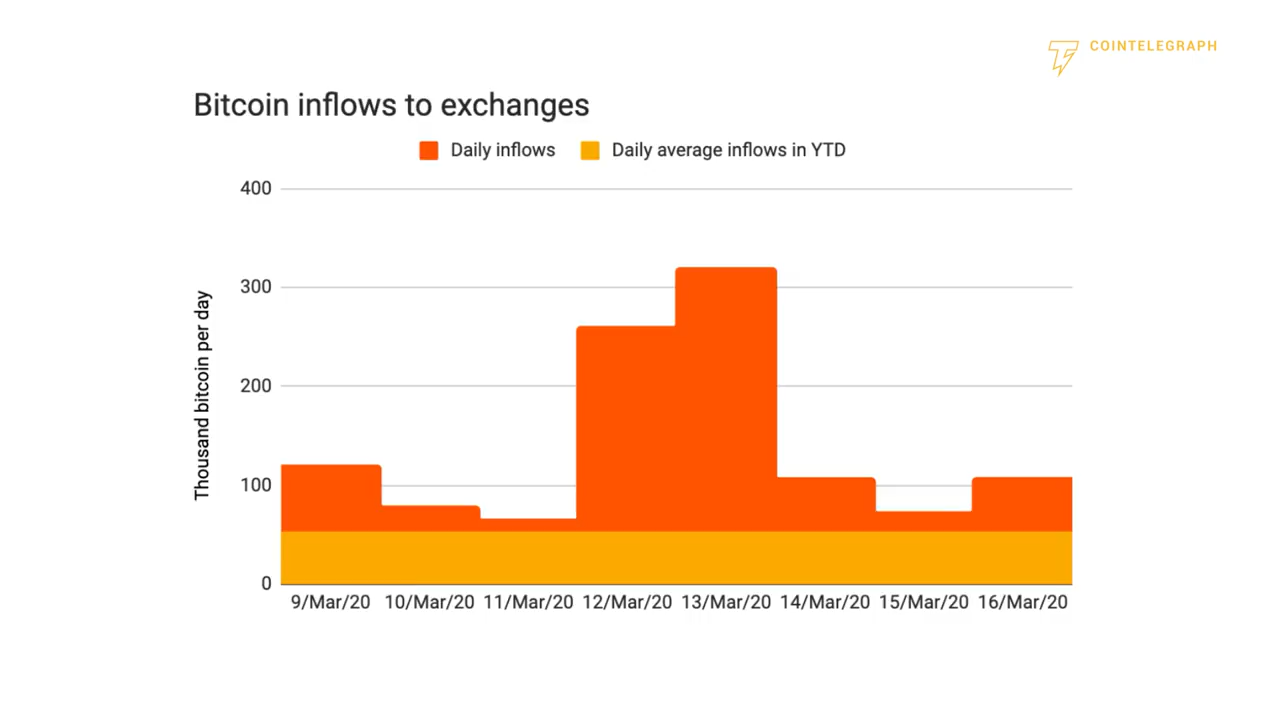 COINTELEGRAPH
Bitcoin inflows to exchanges
Daily inflows
Daily average inflows in YTD
400
300
200
100
0
Thousand bitcoin per day
9/Mar/20 10/Mar/20 11/Mar/20 12/Mar/20 13/Mar/20 14/Mar/20 15/Mar/20 16/Mar/20